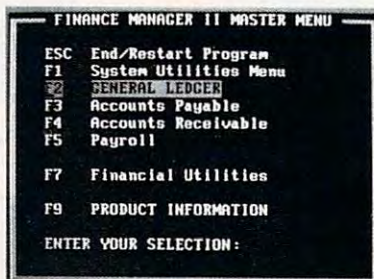 FINANCE MANAGER II MASTER MENU
ESC End/Restart Program
F1 System Utilities Menu
F2 GENERAL LEDGER
F3 Accounts Payable
F4 Accounts Receivable
F5 Payroll
F7 Financial Utilities
F9 PRODUCT INFORMATION
ENTER YOUR SELECTION: